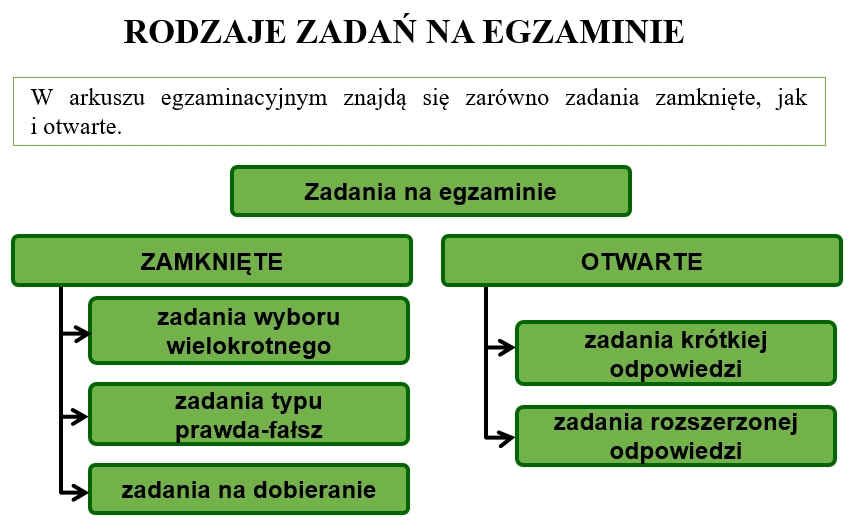 RODZAJE ZADAŃ NA EGZAMINIE
W arkuszu egzaminacyjnym znajdą się zarówno zadania zamknięte, jak
i otwarte.
Zadania na egzaminie
ZAMKNIĘTE
zadania wyboru
wielokrotnego
zadania typu
prawda-fałsz
zadania na dobieranie
OTWARTE
zadania krótkiej
odpowiedzi
zadania rozszerzonej
odpowiedzi